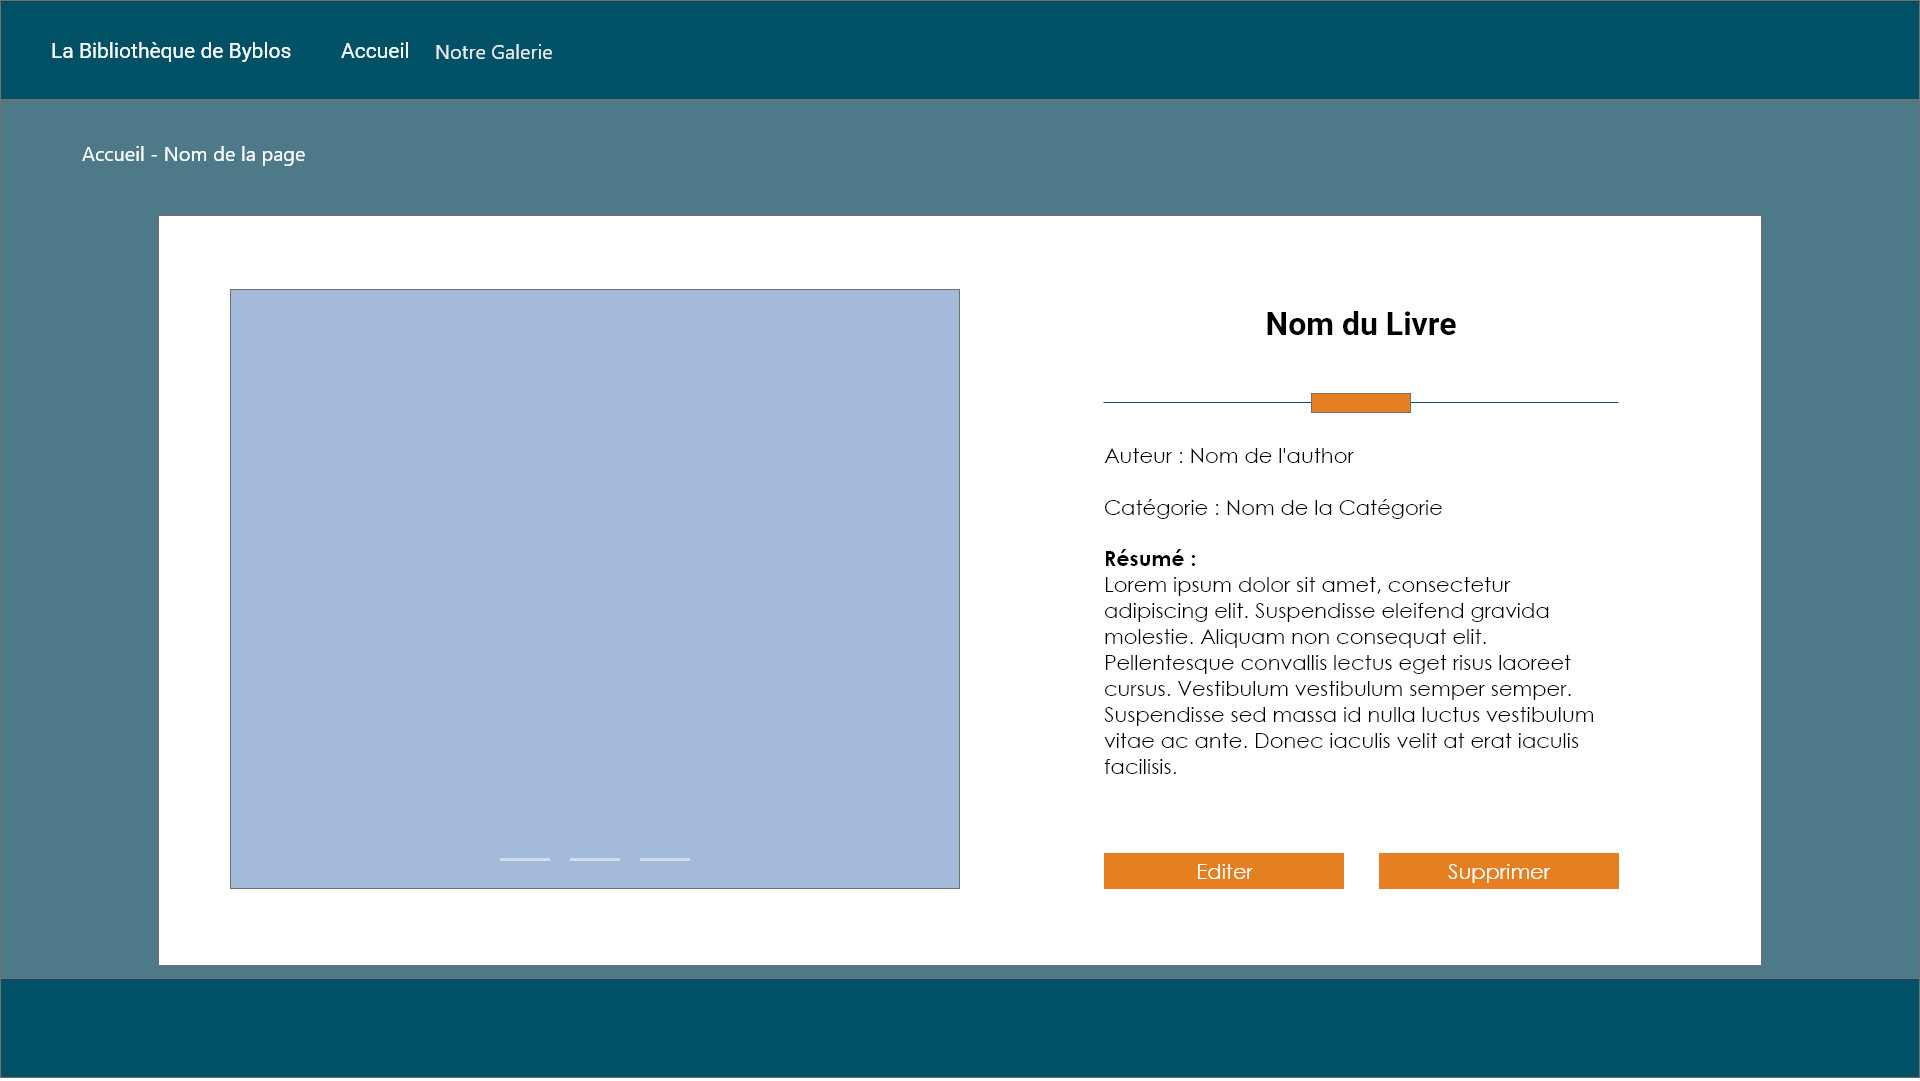 La Bibliothèque de Byblos Accueil Notre Galerie
Accueil - Nom de la page
Nom du Livre
Auteur : Nom de l'author
Catégorie : Nom de la Catégorie
Résumé :
Lorem ipsum dolor sit amet, consectetur
adipiscing elit. Suspendisse eleifend gravida
molestie. Aliquam non consequat elit.
Pellentesque convallis lectus eget risus laoreet
cursus. Vestibulum vestibulum semper semper.
Suspendisse sed massa id nulla luctus vestibulum
vitae ac ante. Donec iaculis velit at erat iaculis
facilisis.
Editer Supprimer